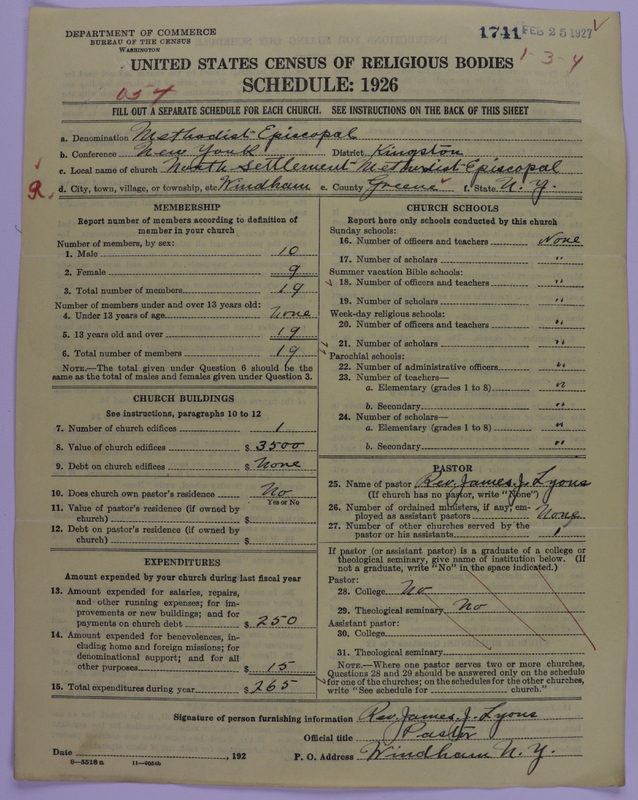 DEPARTMENT OF COMMERCE
BUREAU OF THE CENSUS
WASHINGTON
1741 FEB 25 1927
1-3-4
UNITED STATES CENSUS OF RELIGIOUS BODIES
SCHEDULE: 1926
054
FILL OUT A SEPARATE SCHEDULE FOR EACH CHURCH. SEE INSTRUCTIONS ON THE BACK OF THIS SHEET
a. Denomination Methodist Episcopal
b. Conference New York District Kingston
c. Local name of church North Settlement Methodist Episcopal
R. d. City, town, village, or township, etc. Windham e. County Greene f. State N. Y.
MEMBERSHIP
Report number of members according to definition of
member in your church
Number of members, by sex:
1. Male 10
2. Female 9
3. Total number of members 19
Number of members under and over 13 years old:
4. Under 13 years of age None
5. 13 years old and over 19
6. Total number of members 19
NOTE.—The total given under Question 6 should be the
same as the total of males and females given under Question 3.
CHURCH BUILDINGS
See instructions, paragraphs 10 to 12
7. Number of church edifices 1
8. Value of church edifices $ 3500
9. Debt on church edifices $ None
10. Does church own pastor's residence No
Yes or No
11. Value of pastor's residence (if owned by
church) $
12. Debt on pastor's residence (if owned by
church) $
EXPENDITURES
Amount expended by your church during last fiscal year
13. Amount expended for salaries, repairs,
and other running expenses; for im-
provements or new buildings; and for
payments on church debt $ 250
14. Amount expended for benevolences, in-
cluding home and foreign missions; for
denominational support; and for all
other purposes $ 15
15. Total expenditures during year $ 265
CHURCH SCHOOLS
Report here only schools conducted by this church
Sunday schools:
16. Number of officers and teachers None
17. Number of scholars "
Summer vacation Bible schools:
18. Number of officers and teachers "
19. Number of scholars "
Week-day religious schools:
20. Number of officers and teachers "
21. Number of scholars "
Parochial schools:
22. Number of administrative officers "
23. Number of teachers—
a. Elementary (grades 1 to 8) "
b. Secondary "
24. Number of scholars—
a. Elementary (grades 1 to 8) "
b. Secondary "
PASTOR
25. Name of pastor Rev. James. J. Lyons
(If church has no pastor, write "None")
26. Number of ordained ministers, if any, em-
ployed as assistant pastors None
27. Number of other churches served by the
pastor or his assistants 1
If pastor (or assistant pastor) is a graduate of a college or
theological seminary, give name of institution below. (If
not a graduate, write "No" in the space indicated.)
Pastor:
28. College No
29. Theological seminary No
Assistant pastor:
30. College
31. Theological seminary
NOTE.—Where one pastor serves two or more churches,
Questions 28 and 29 should be answered only on the schedule
for one of the churches; on the schedules for the other churches,
write "See schedule for church."
Signature of person furnishing information Rev. James. J. Lyons
Official title Pastor
Date , 192 P. O. Address Windham N. Y.
8-5518 a 11-9654b